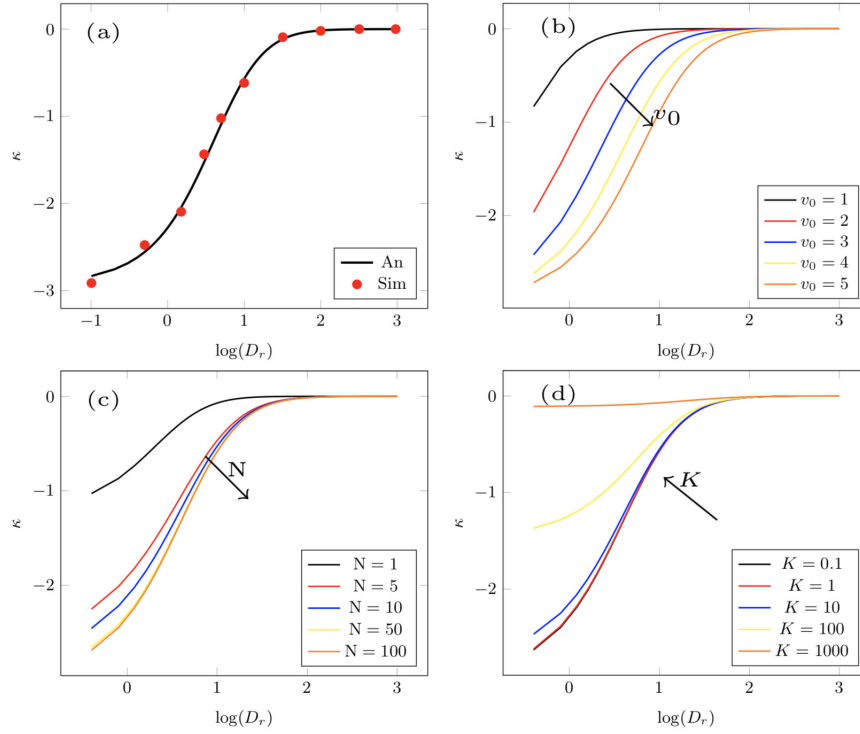 (a)
0
−1
−2
−3
κ
−1 0 1 2 3
log(D_r)
An
Sim
(b)
0
−1
−2
κ
0 1 2 3
log(D_r)
v_0
v_0 = 1
v_0 = 2
v_0 = 3
v_0 = 4
v_0 = 5
(c)
0
−1
−2
κ
0 1 2 3
log(D_r)
N
N = 1
N = 5
N = 10
N = 50
N = 100
(d)
0
−1
−2
κ
0 1 2 3
log(D_r)
K
K = 0.1
K = 1
K = 10
K = 100
K = 1000